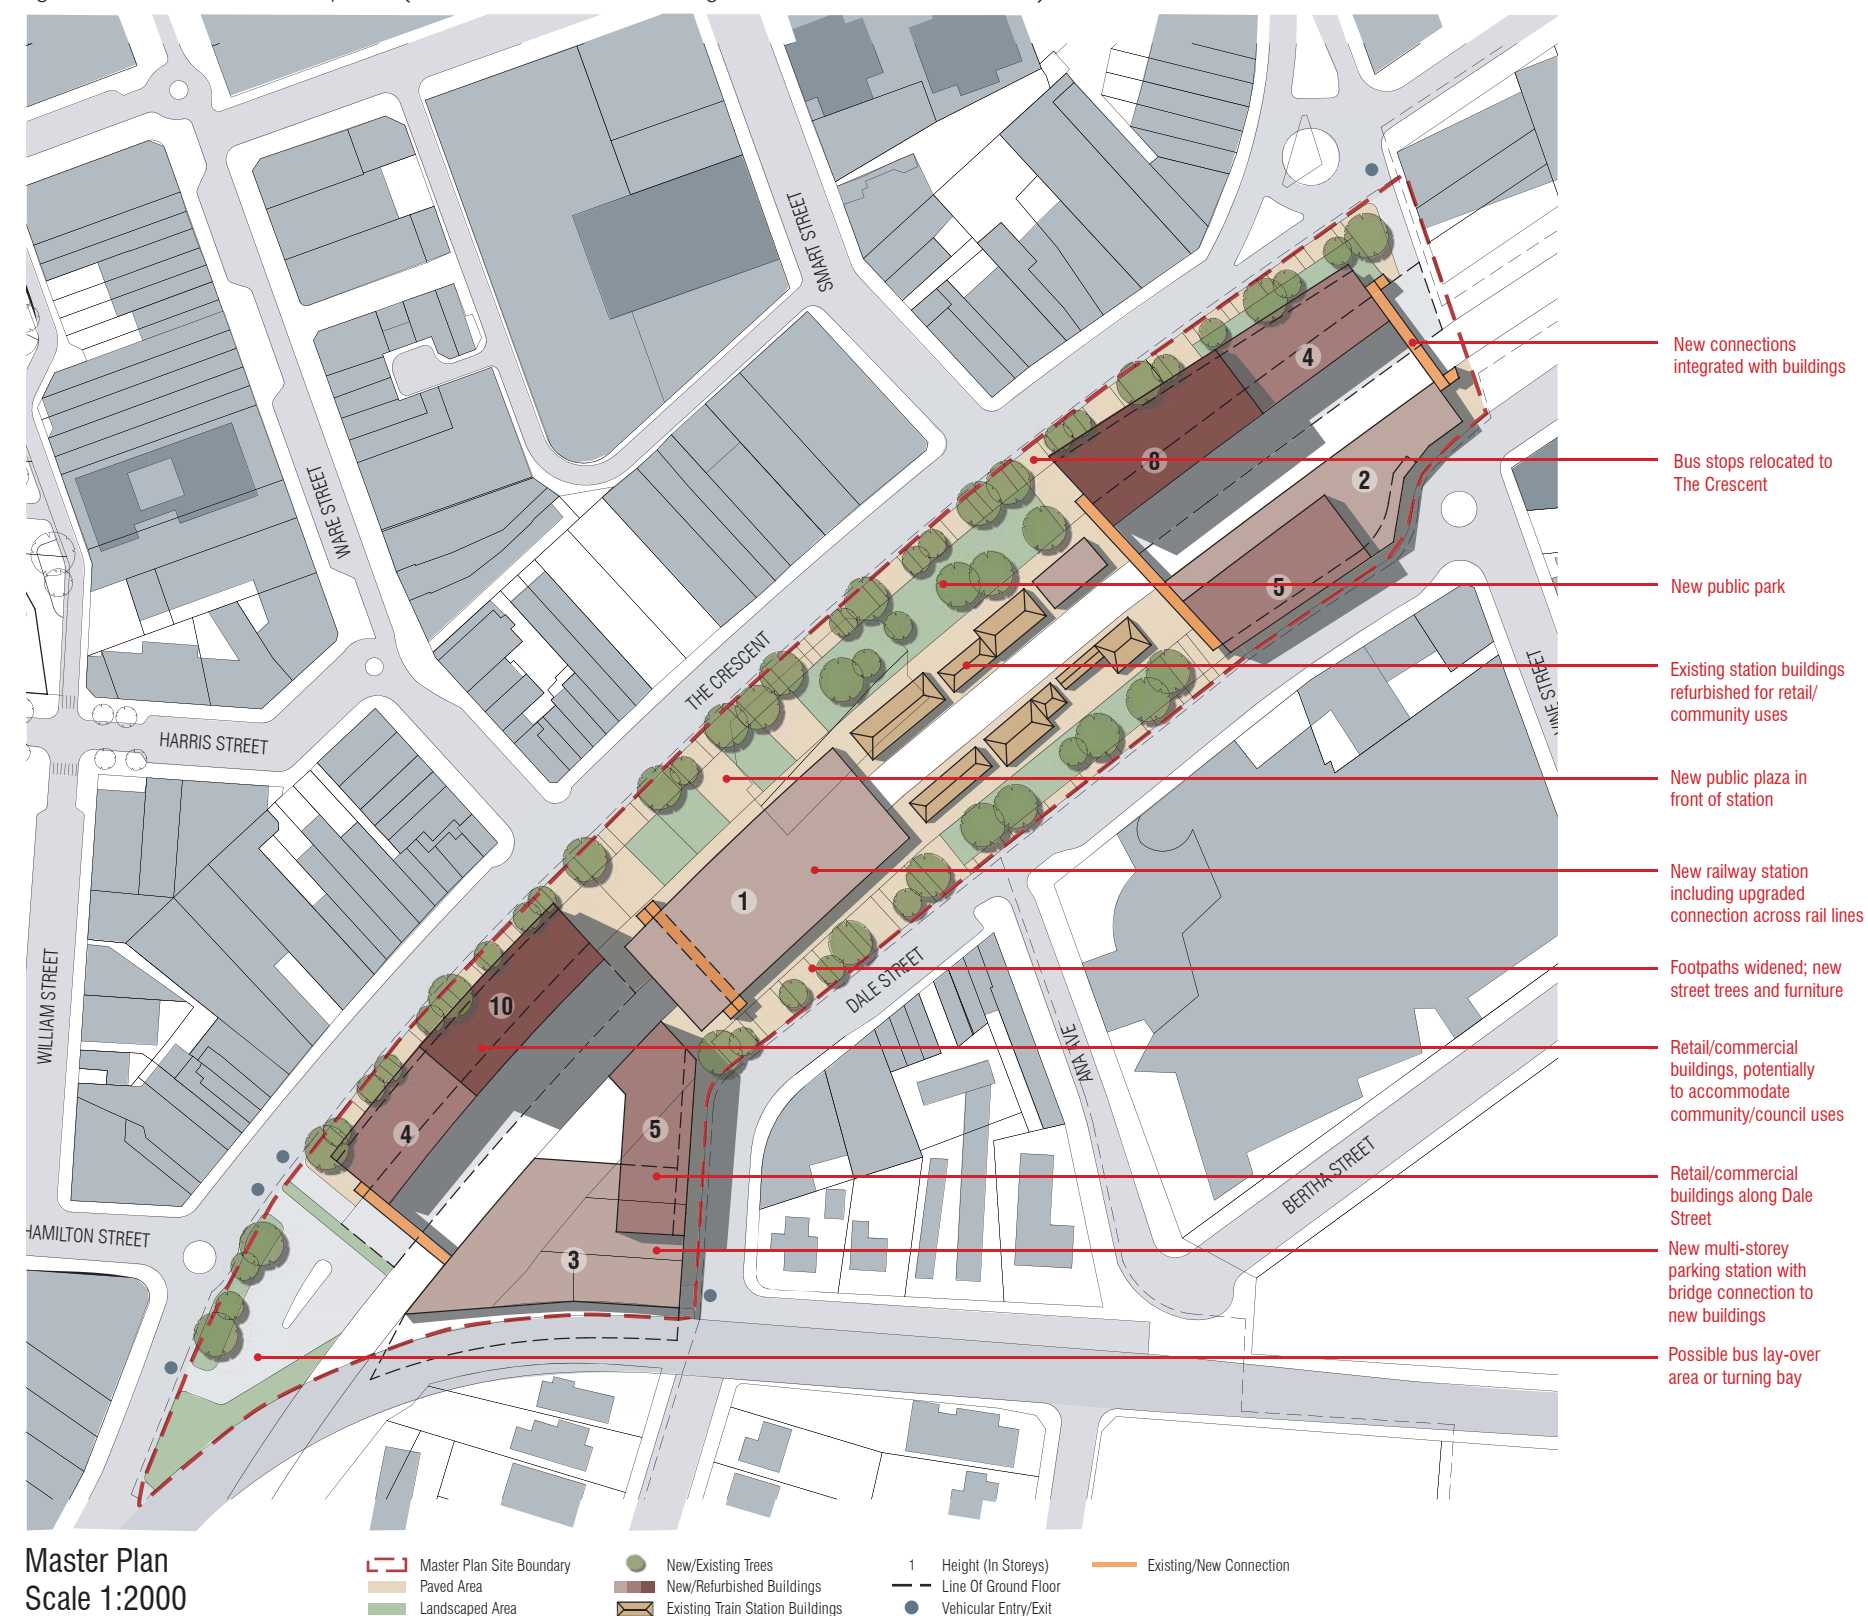 SMART STREET
WARE STREET
THE CRESCENT
HARRIS STREET
WILLIAM STREET
HAMILTON STREET
DALE STREET
ANA AVE
BERTHA STREET
STREET
4
8
2
5
1
10
4
5
3
New connections
integrated with buildings
Bus stops relocated to
The Crescent
New public park
Existing station buildings
refurbished for retail/
community uses
New public plaza in
front of station
New railway station
including upgraded
connection across rail lines
Footpaths widened; new
street trees and furniture
Retail/commercial
buildings, potentially
to accommodate
community/council uses
Retail/commercial
buildings along Dale
Street
New multi-storey
parking station with
bridge connection to
new buildings
Possible bus lay-over
area or turning bay
Master Plan
Scale 1:2000
Master Plan Site Boundary
Paved Area
Landscaped Area
New/Existing Trees
New/Refurbished Buildings
Existing Train Station Buildings
1 Height (In Storeys)
Line Of Ground Floor
Vehicular Entry/Exit
Existing/New Connection